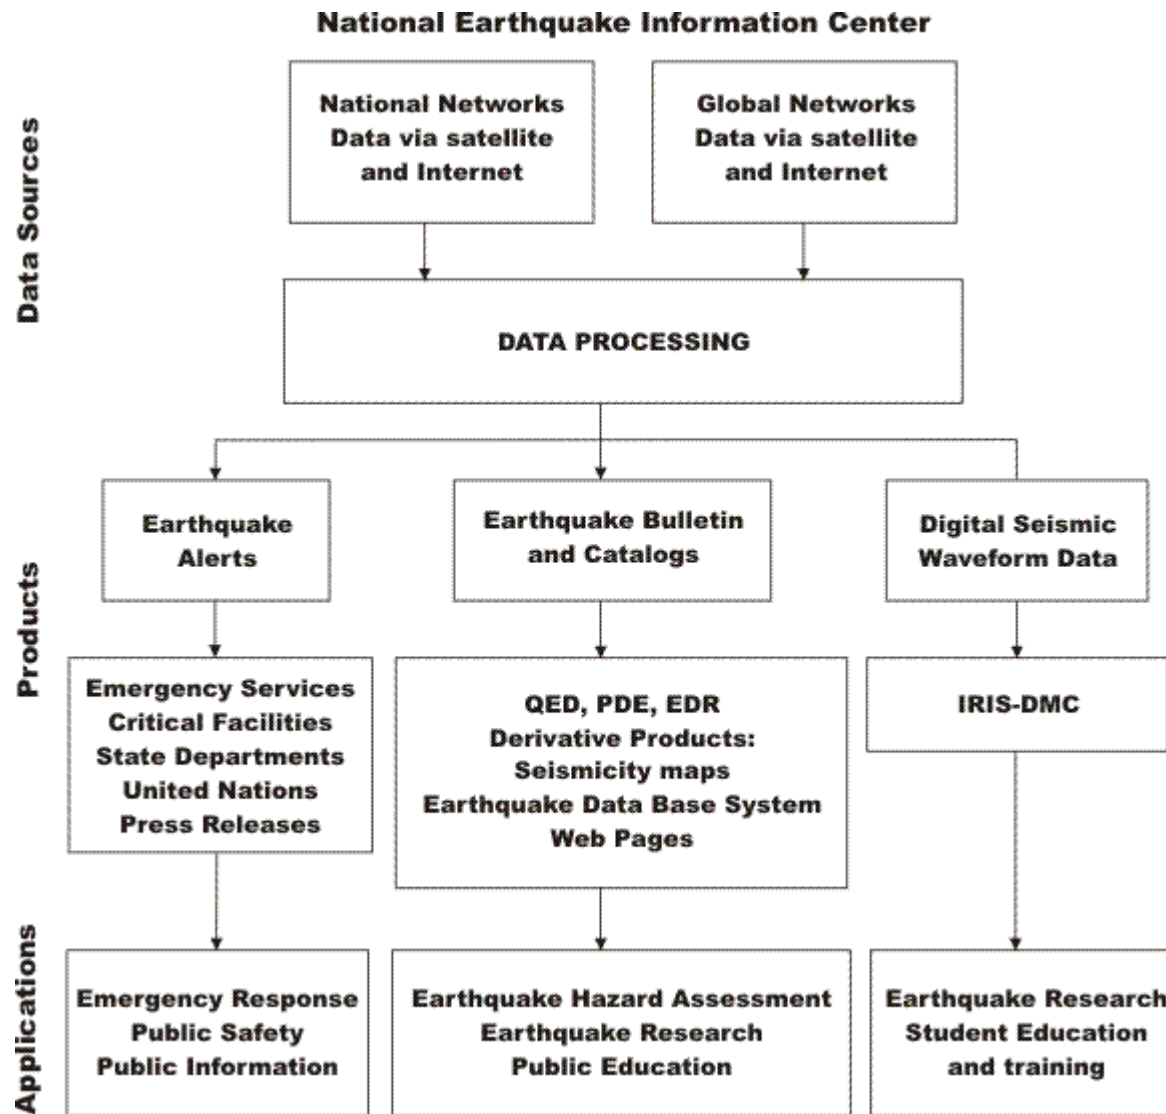 National Earthquake Information Center
Data Sources
National Networks
Data via satellite
and Internet
Global Networks
Data via satellite
and Internet
DATA PROCESSING
Products
Earthquake
Alerts
Earthquake Bulletin
and Catalogs
Digital Seismic
Waveform Data
Emergency Services
Critical Facilities
State Departments
United Nations
Press Releases
QED, PDE, EDR
Derivative Products:
Seismicity maps
Earthquake Data Base System
Web Pages
IRIS-DMC
Applications
Emergency Response
Public Safety
Public Information
Earthquake Hazard Assessment
Earthquake Research
Public Education
Earthquake Research
Student Education
and training